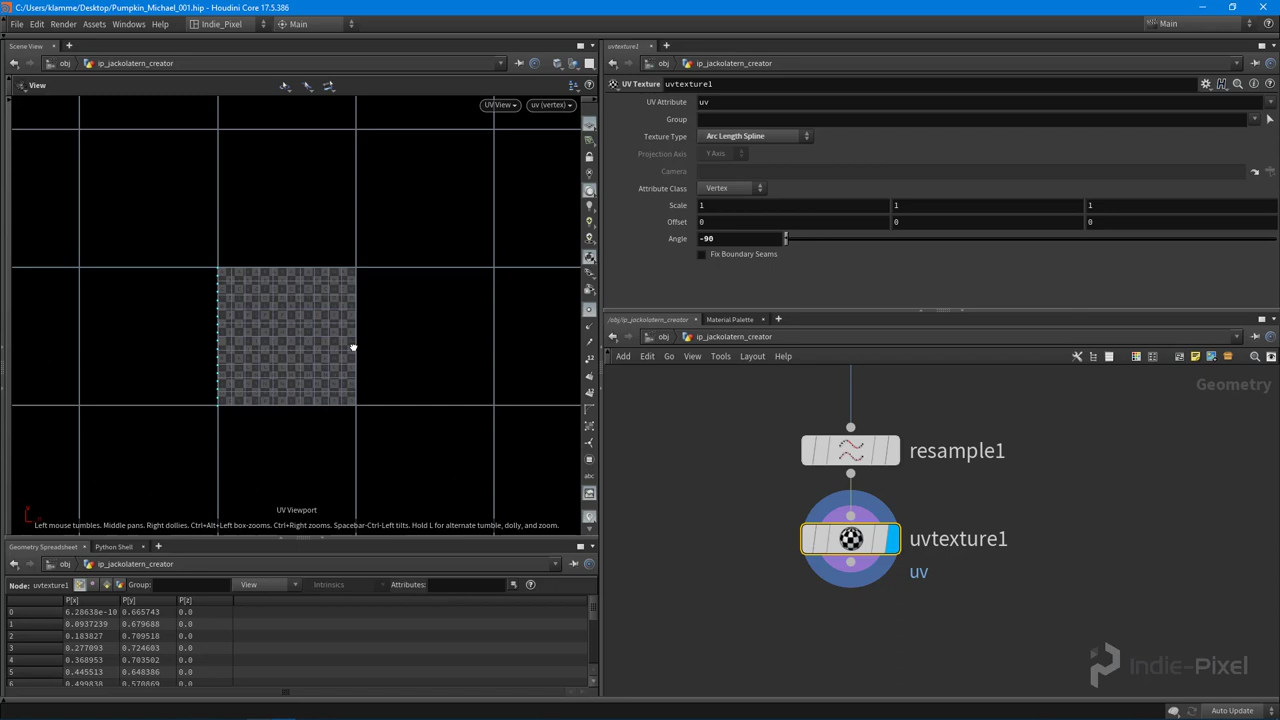 C:/Users/klamme/Desktop/Pumpkin_Michael_001.hip - Houdini Core 17.5.386
File Edit Render Assets Windows Help Indie_Pixel Main Main
Scene View
obj ip_jackolatern_creator
View
UV View uv (vertex)
UV Viewport
Left mouse tumbles. Middle pans. Right dollies. Ctrl+Alt+Left box-zooms. Ctrl+Right zooms. Spacebar-Ctrl-Left tilts. Hold L for alternate tumble, dolly, and zoom.
abc
Geometry Spreadsheet Python Shell
obj ip_jackolatern_creator
Node: uvtexture1 Group: View Intrinsics Attributes:
P[x] P[y] P[z]
0 6.28638e-10 0.665743 0.0
1 0.0937239 0.679688 0.0
2 0.183827 0.709518 0.0
3 0.277093 0.724603 0.0
4 0.368953 0.703502 0.0
5 0.445513 0.648386 0.0
6 0.499830 0.570869 0.0
uvtexture1
obj ip_jackolatern_creator
UV Texture uvtexture1
UV Attribute uv
Group
Texture Type Arc Length Spline
Projection Axis Y Axis
Camera
Attribute Class Vertex
Scale 1 1 1
Offset 0 0 0
Angle -90
Fix Boundary Seams
/obj/ip_jackolatern_creator Material Palette
obj ip_jackolatern_creator
Add Edit Go View Tools Layout Help
Geometry
resample1
uvtexture1
uv
Indie-Pixel
Auto Update